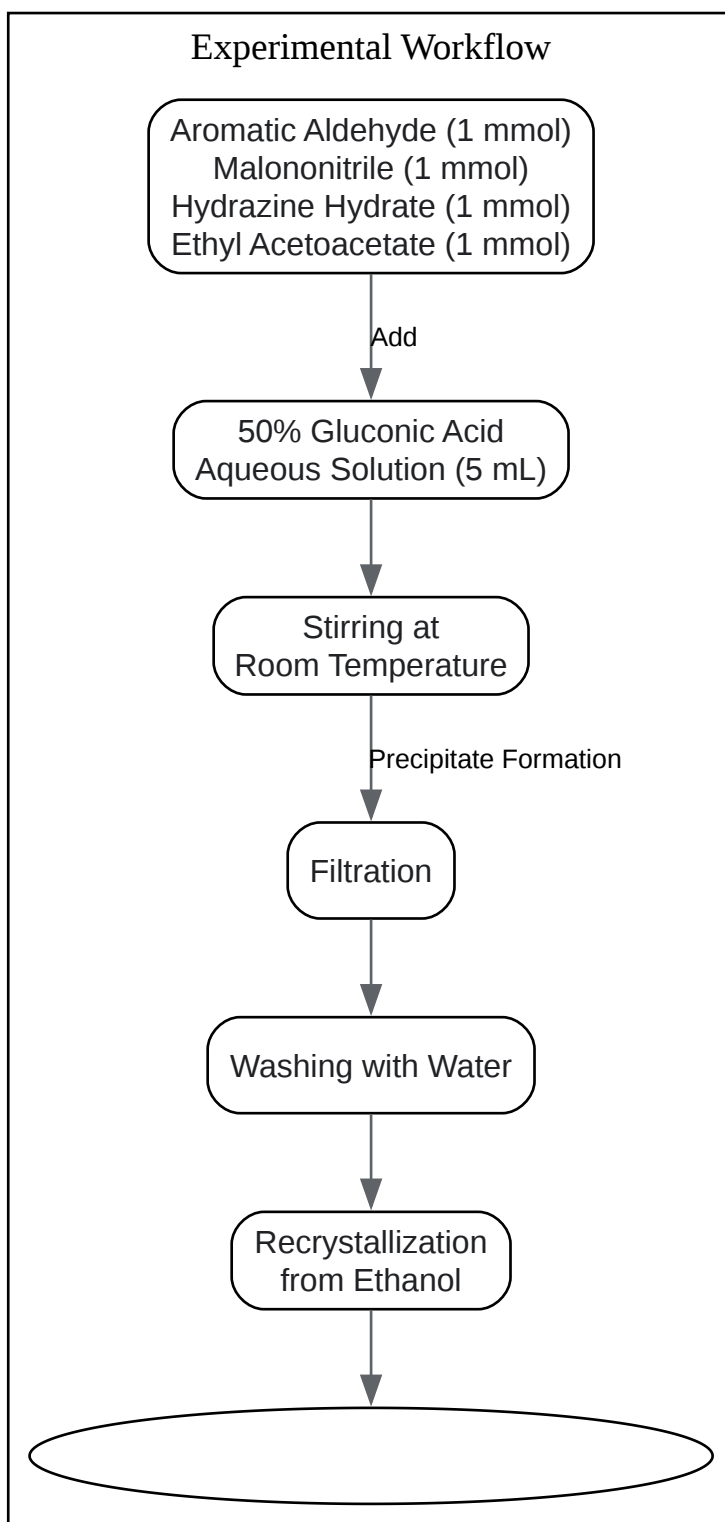 Experimental Workflow
Aromatic Aldehyde (1 mmol)
Malononitrile (1 mmol)
Hydrazine Hydrate (1 mmol)
Ethyl Acetoacetate (1 mmol)
Add
50% Gluconic Acid
Aqueous Solution (5 mL)
Stirring at
Room Temperature
Precipitate Formation
Filtration
Washing with Water
Recrystallization
from Ethanol